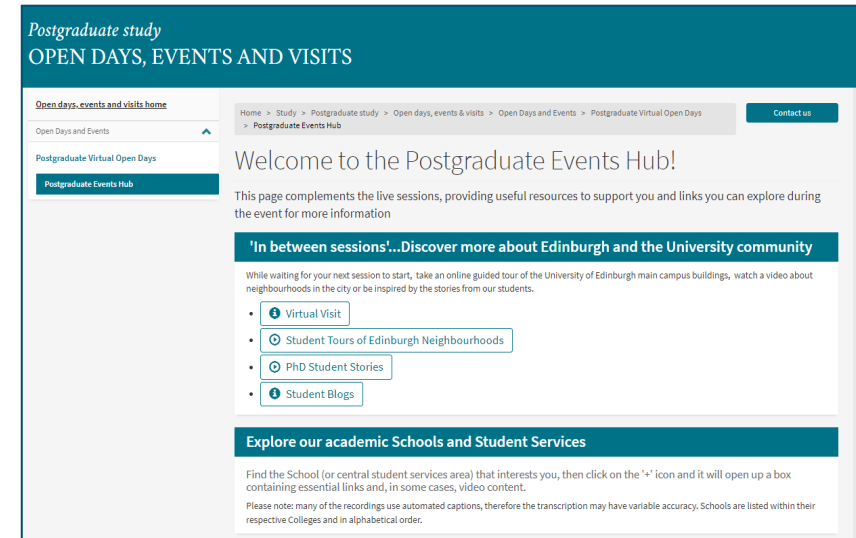 Postgraduate study
OPEN DAYS, EVENTS AND VISITS
Open days, events and visits home
Open Days and Events
Postgraduate Virtual Open Days
Postgraduate Events Hub
Home > Study > Postgraduate study > Open days, events & visits > Open Days and Events > Postgraduate Virtual Open Days
> Postgraduate Events Hub
Contact us
Welcome to the Postgraduate Events Hub!
This page complements the live sessions, providing useful resources to support you and links you can explore during
the event for more information
'In between sessions'...Discover more about Edinburgh and the University community
While waiting for your next session to start, take an online guided tour of the University of Edinburgh main campus buildings, watch a video about
neighbourhoods in the city or be inspired by the stories from our students.
• Virtual Visit
• Student Tours of Edinburgh Neighbourhoods
• PhD Student Stories
• Student Blogs
Explore our academic Schools and Student Services
Find the School (or central student services area) that interests you, then click on the '+' icon and it will open up a box
containing essential links and, in some cases, video content.
Please note: many of the recordings use automated captions, therefore the transcription may have variable accuracy. Schools are listed within their
respective Colleges and in alphabetical order.